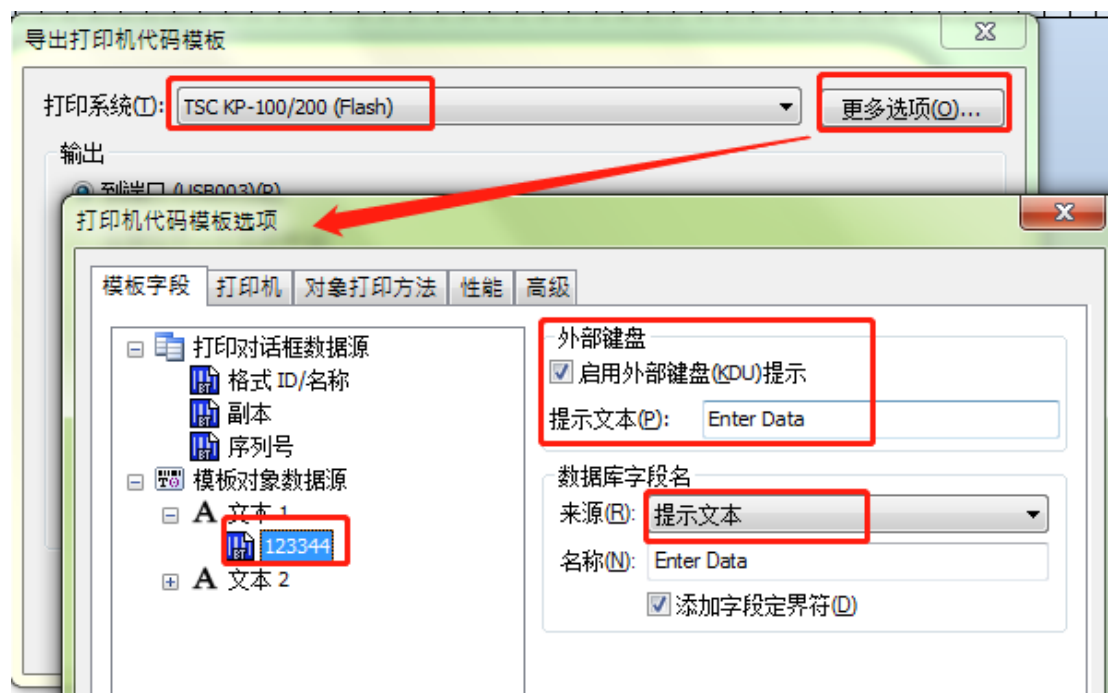 导出打印机代码模板
打印系统(T): TSC KP-100/200 (Flash) 更多选项(O)...
输出
到端口 (USB003)(P)
打印机代码模板选项
模板字段 打印机 对象打印方法 性能 高级
打印对话框数据源
格式 ID/名称
副本
序列号
模板对象数据源
A 文本 1
123344
A 文本 2
外部键盘
启用外部键盘(KDU)提示
提示文本(P): Enter Data
数据库字段名
来源(R): 提示文本
名称(N): Enter Data
添加字段定界符(D)